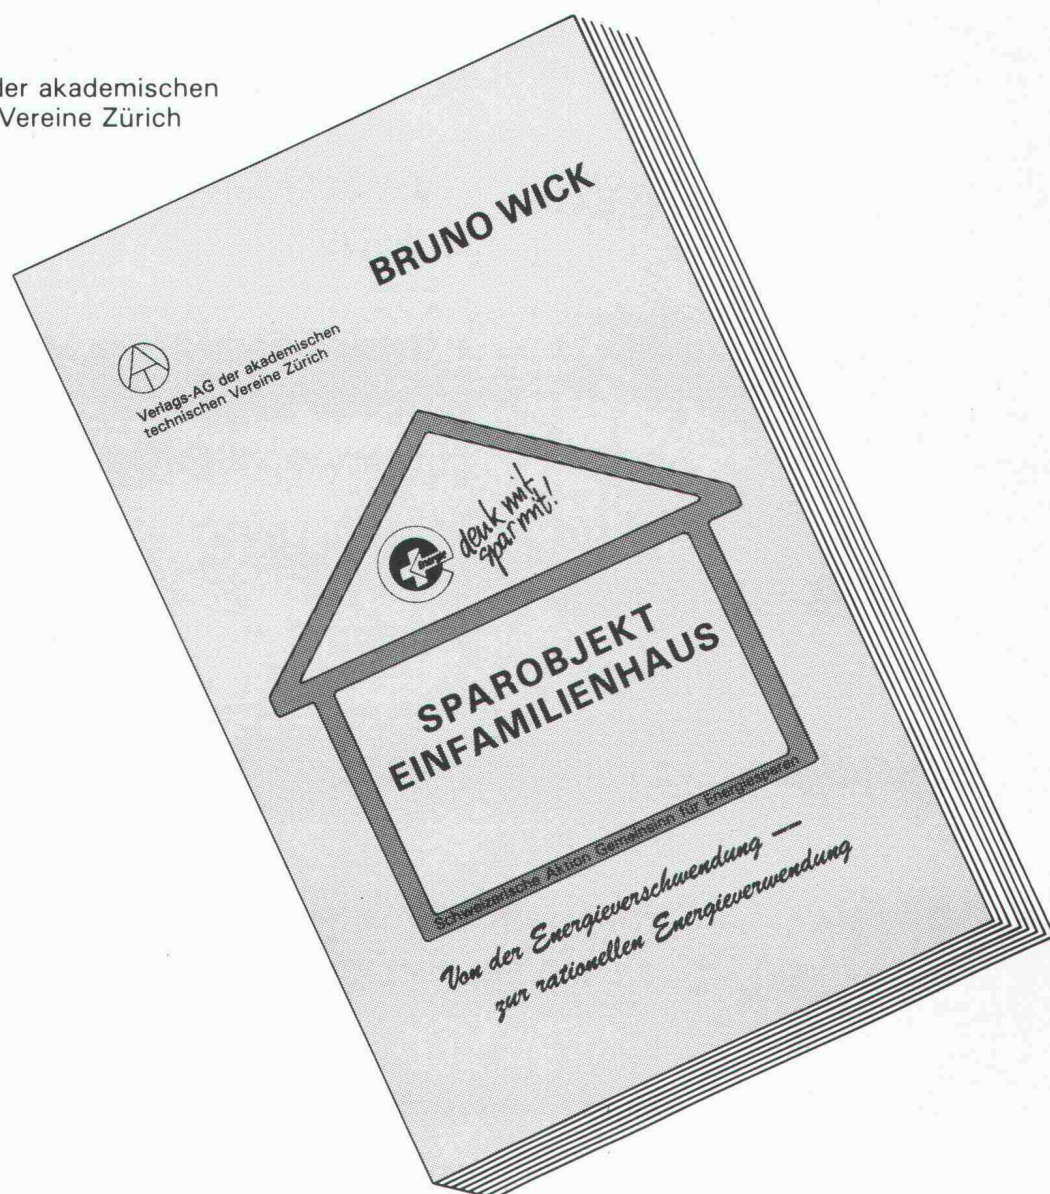 der akademischen
Vereine Zürich
BRUNO WICK
Verlags-AG der akademischen
technischen Vereine Zürich
denk mit,
spar mit!
SPAROBJEKT
EINFAMILIENHAUS
Schweizerische Aktion Gemeinsinn für Energiesparen
Von der Energieverschwendung —
zur rationellen Energieverwendung